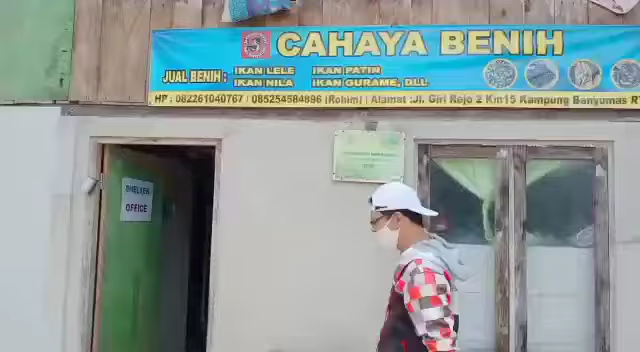 CAHAYA BENIH
JUAL BENIH : IKAN LELE IKAN PATIN
IKAN NILA IKAN GURAME, DLL
HP : 082261040767 / 085254584896 (Rohim) | Alamat : Jl. Giri Rejo 2 Km15 Kampung Banyumas R
OFFICE